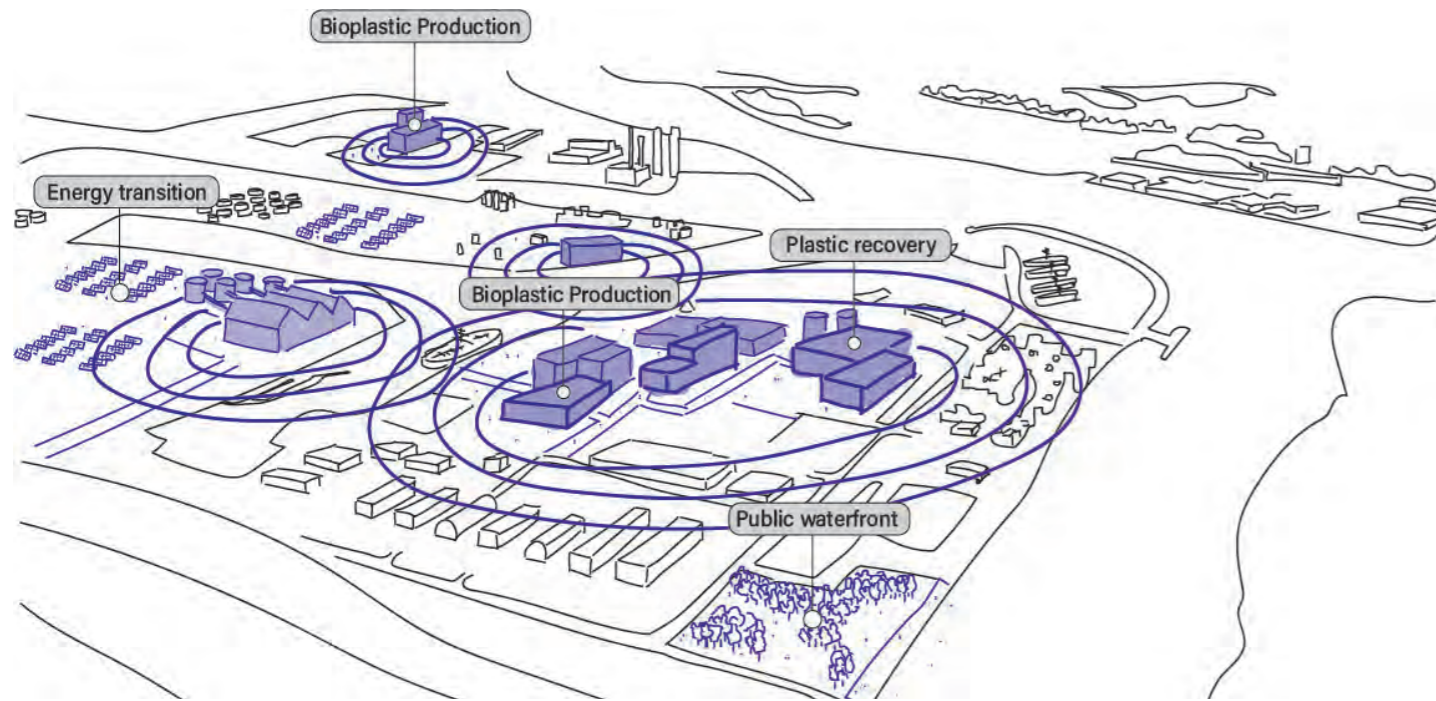 Bioplastic Production
Energy transition
Plastic recovery
Bioplastic Production
Public waterfront